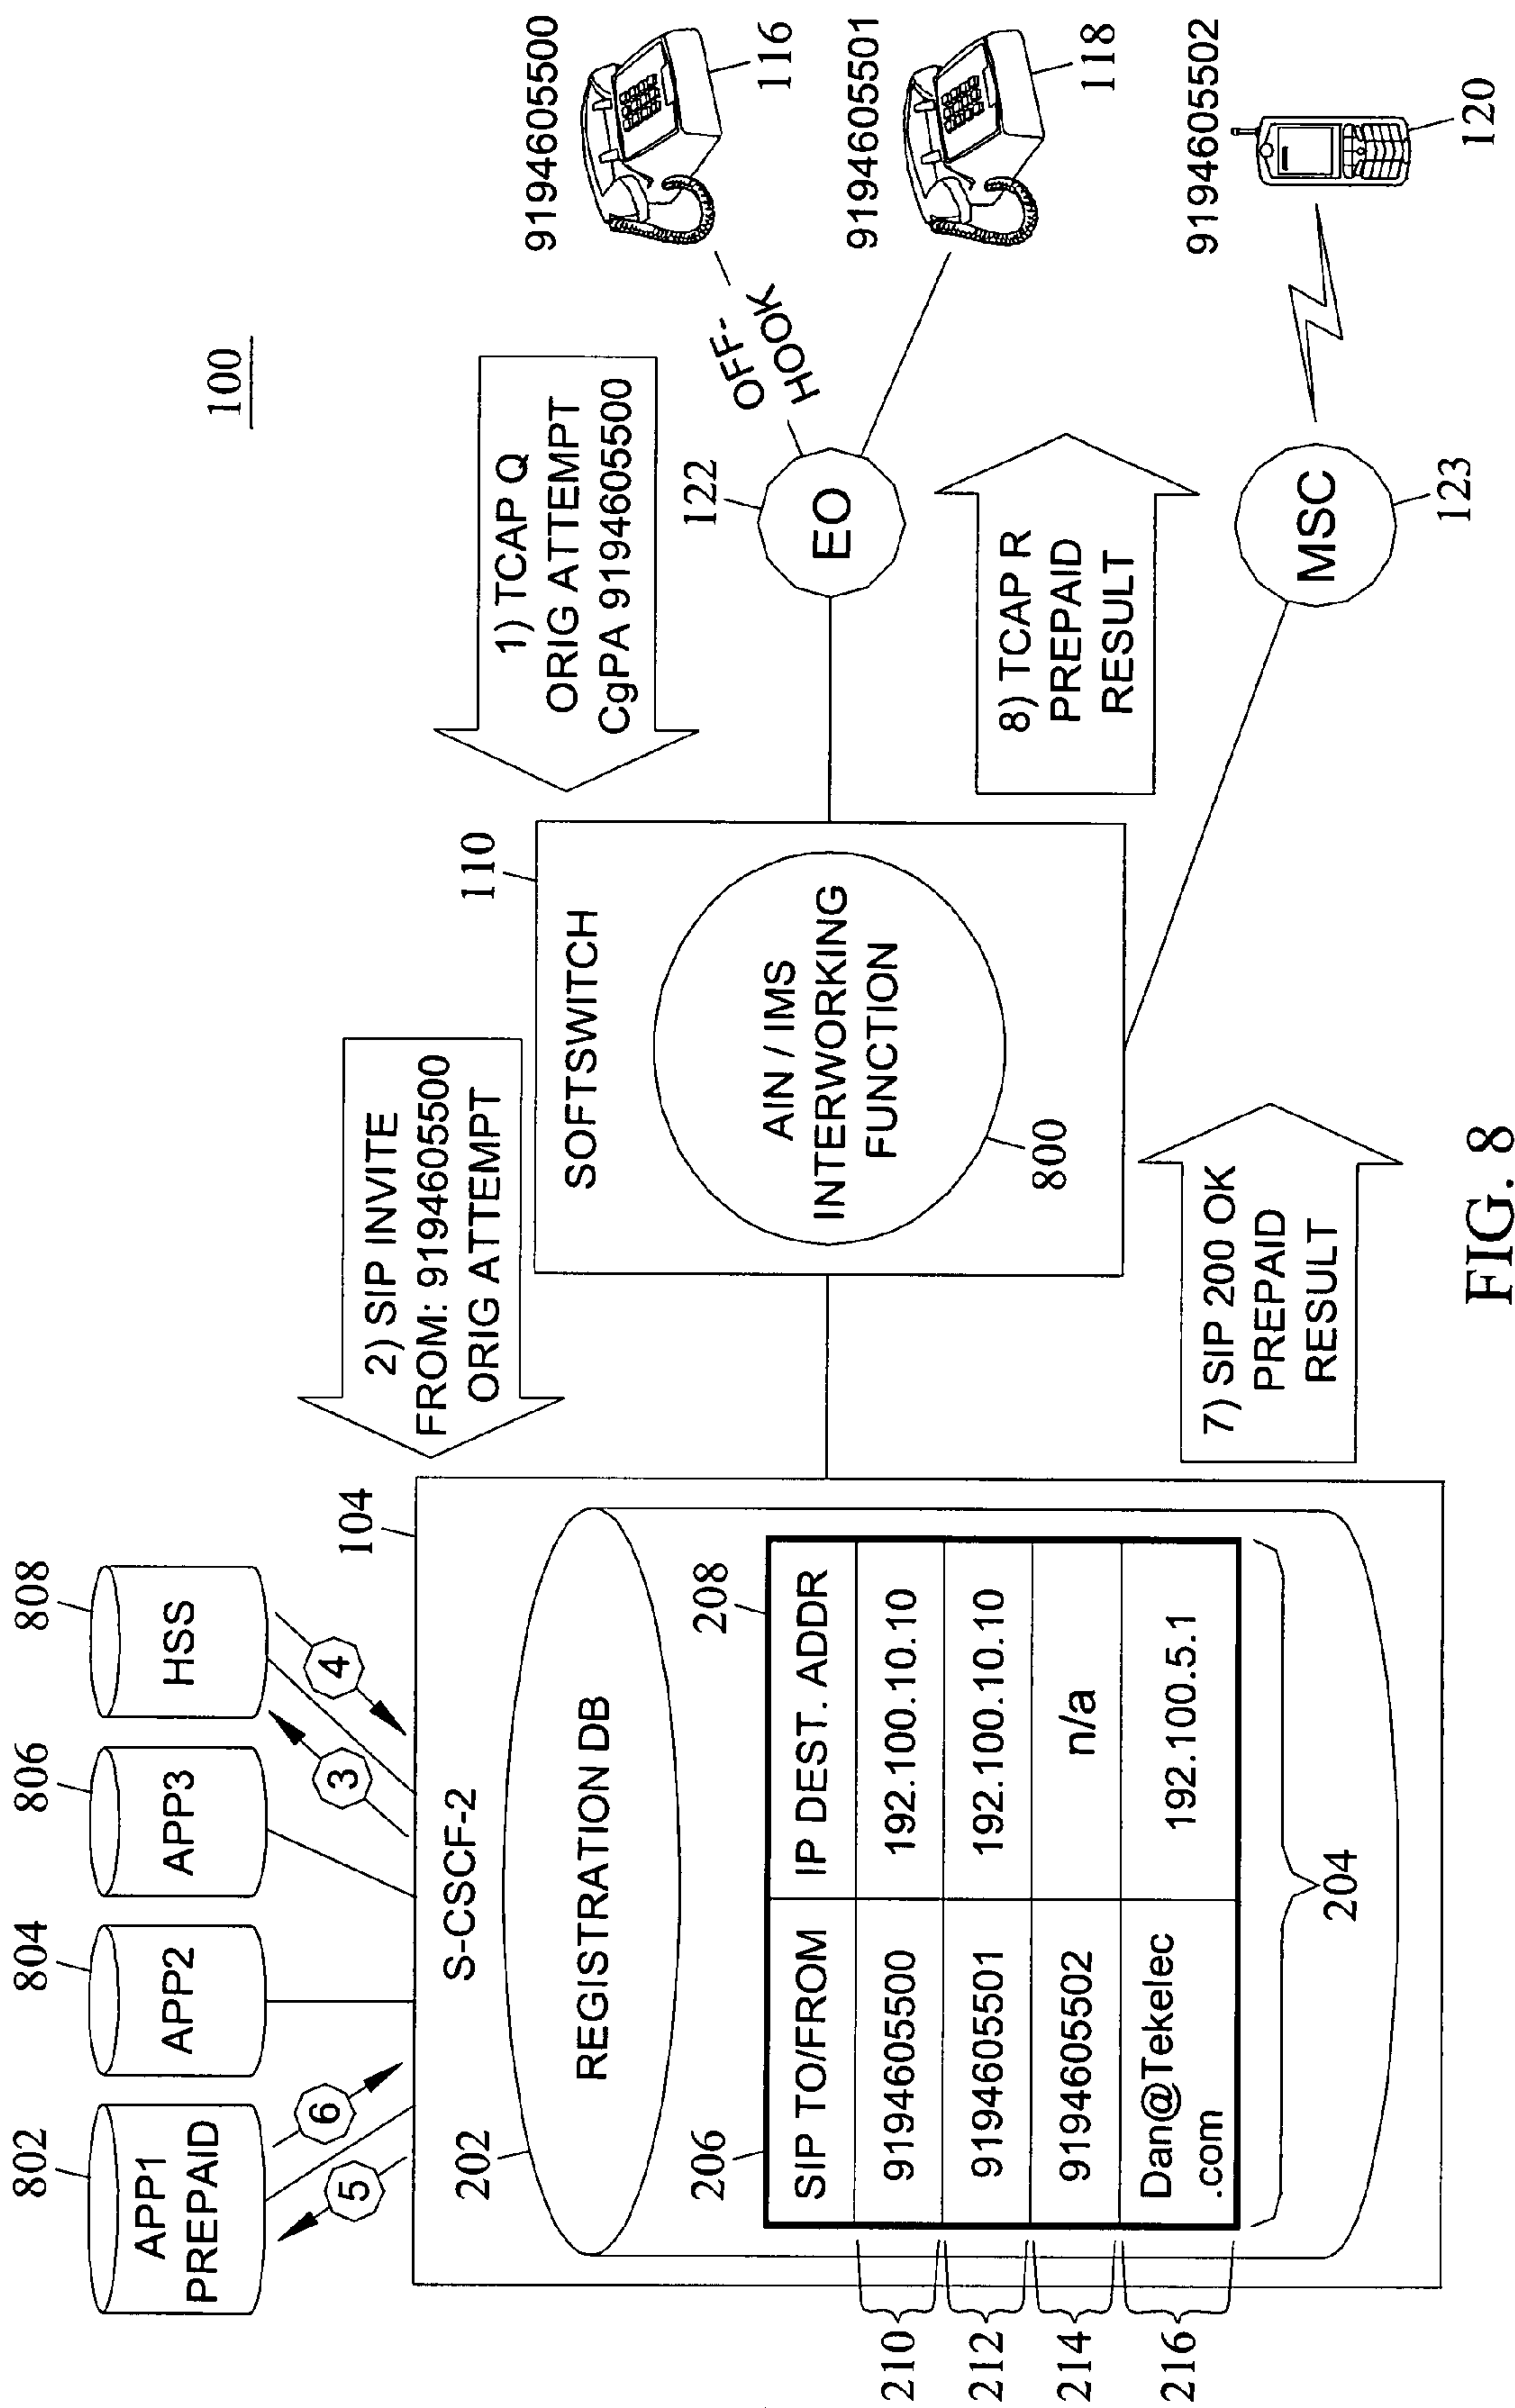 100
802
804
806
808
APP1
PREPAID
APP2
APP3
HSS
5
6
3
4
104
S-CSCF-2
202
REGISTRATION DB
206
208
SIP TO/FROM
IP DEST. ADDR
9194605500
192.100.10.10
9194605501
192.100.10.10
9194605502
n/a
Dan@Tekelec
.com
192.100.5.1
210
212
214
216
204
2) SIP INVITE
FROM: 9194605500
ORIG ATTEMPT
110
SOFTSWITCH
AIN / IMS
INTERWORKING
FUNCTION
800
7) SIP 200 OK
PREPAID
RESULT
1) TCAP Q
ORIG ATTEMPT
CgPA 9194605500
122
EO
OFF-
HOOK
8) TCAP R
PREPAID
RESULT
MSC
123
9194605500
116
9194605501
118
9194605502
120
FIG. 8